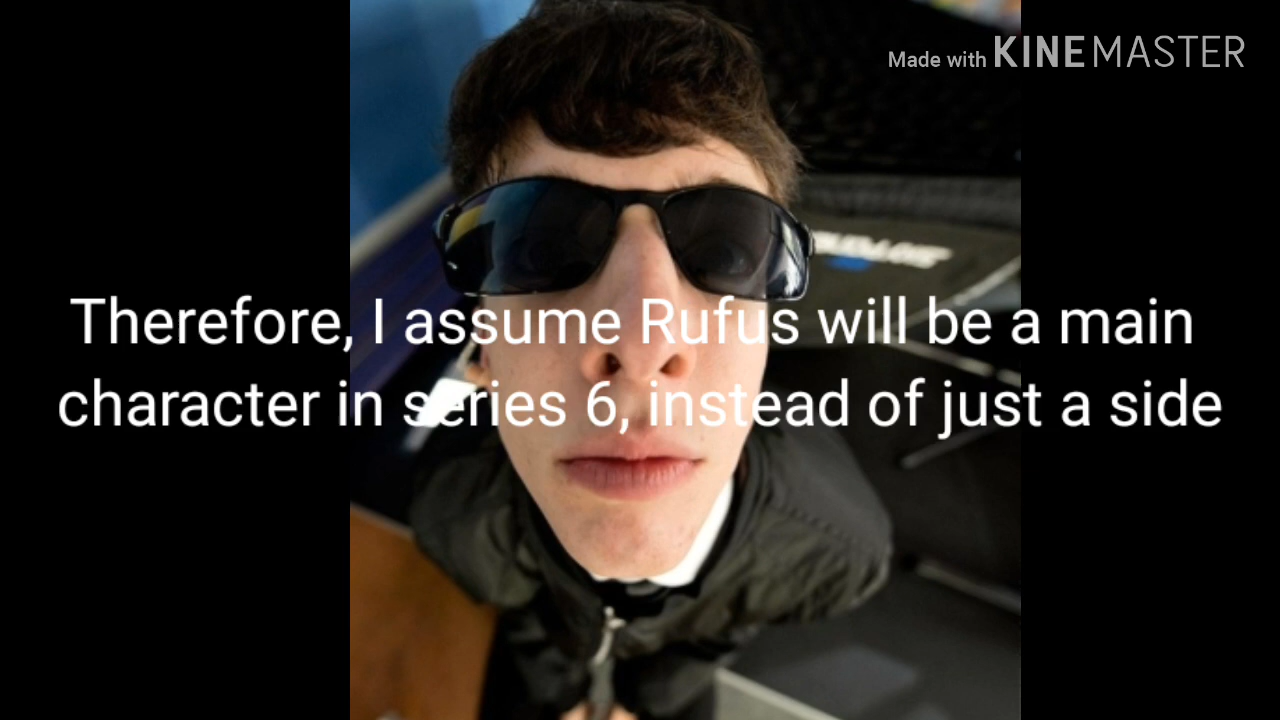 Made with KINEMASTER
Therefore, I assume Rufus will be a main
character in series 6, instead of just a side